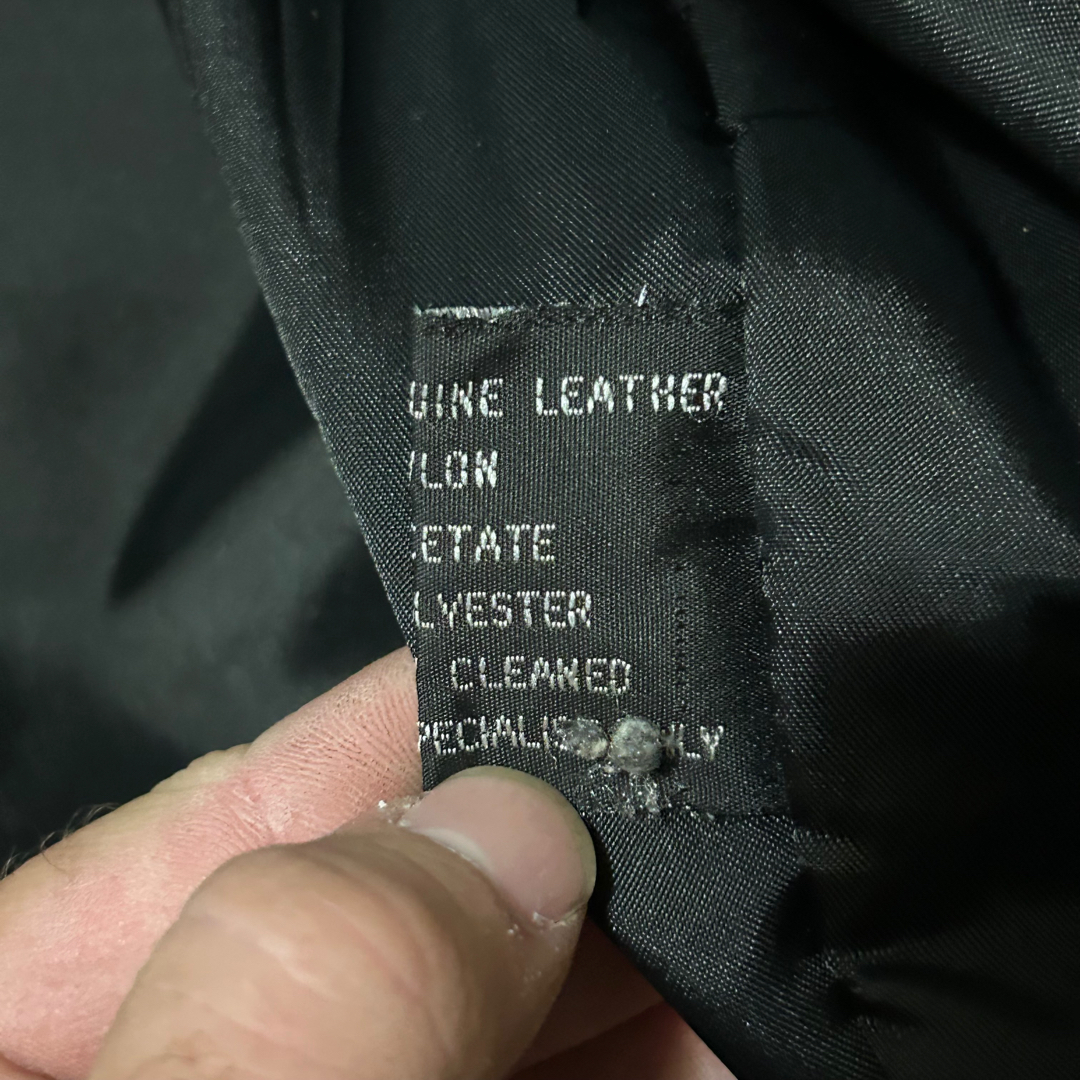 UINE LEATHER
YLON
CETATE
LYESTER
CLEANED
PECIALIS LY